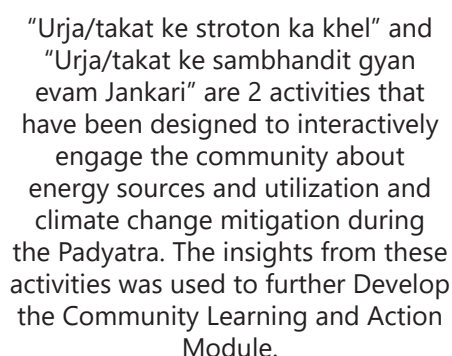 “Urja/takat ke stroton ka khel” and
“Urja/takat ke sambhandit gyan
evam Jankari” are 2 activities that
have been designed to interactively
engage the community about
energy sources and utilization and
climate change mitigation during
the Padyatra. The insights from these
activities was used to further Develop
the Community Learning and Action
Module.